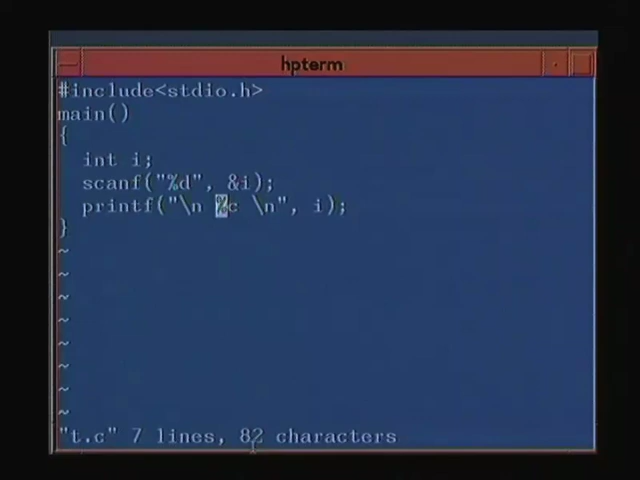 hpterm
#include<stdio.h>
main()
{
  int i;
  scanf("%d", &i);
  printf("\n %c \n", i);
}
~
~
~
~
~
~
~
~
"t.c" 7 lines, 82 characters